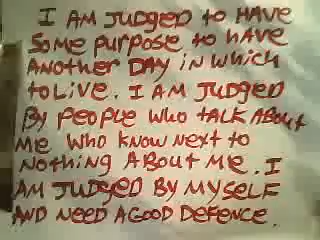 I AM JUDGED to HAVE
SOME PURPOSE to HAVE
ANOTHER DAY IN WHICH
to LIVE. I AM JUDGED
By PEOPLE WHO tALK ABOUT
ME WHO KNOW NEXT to
NOTHING ABOUT ME. I
AM JUDGED BY MYSELF
AND NEED A GOOD DEFENCE.